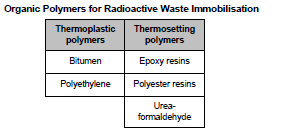 Organic Polymers for Radioactive Waste Immobilisation
Thermoplastic polymers Thermosetting polymers
Bitumen Epoxy resins
Polyethylene Polyester resins
Urea-formaldehyde